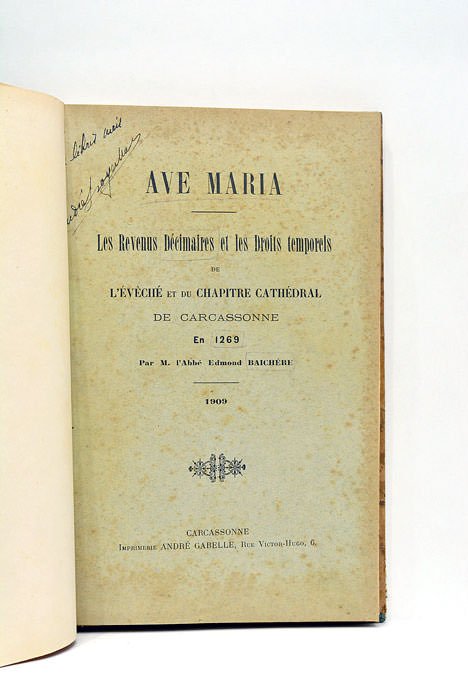 AVE MARIA
Les Revenus Décimaires et les Droits temporels
DE
L'ÉVÊCHÉ ET DU CHAPITRE CATHÉDRAL
DE CARCASSONNE
En 1269
Par M. l'Abbé Edmond BAICHÈRE
1909
CARCASSONNE
IMPRIMERIE ANDRÉ GABELLE, RUE VICTOR-HUGO, 6.